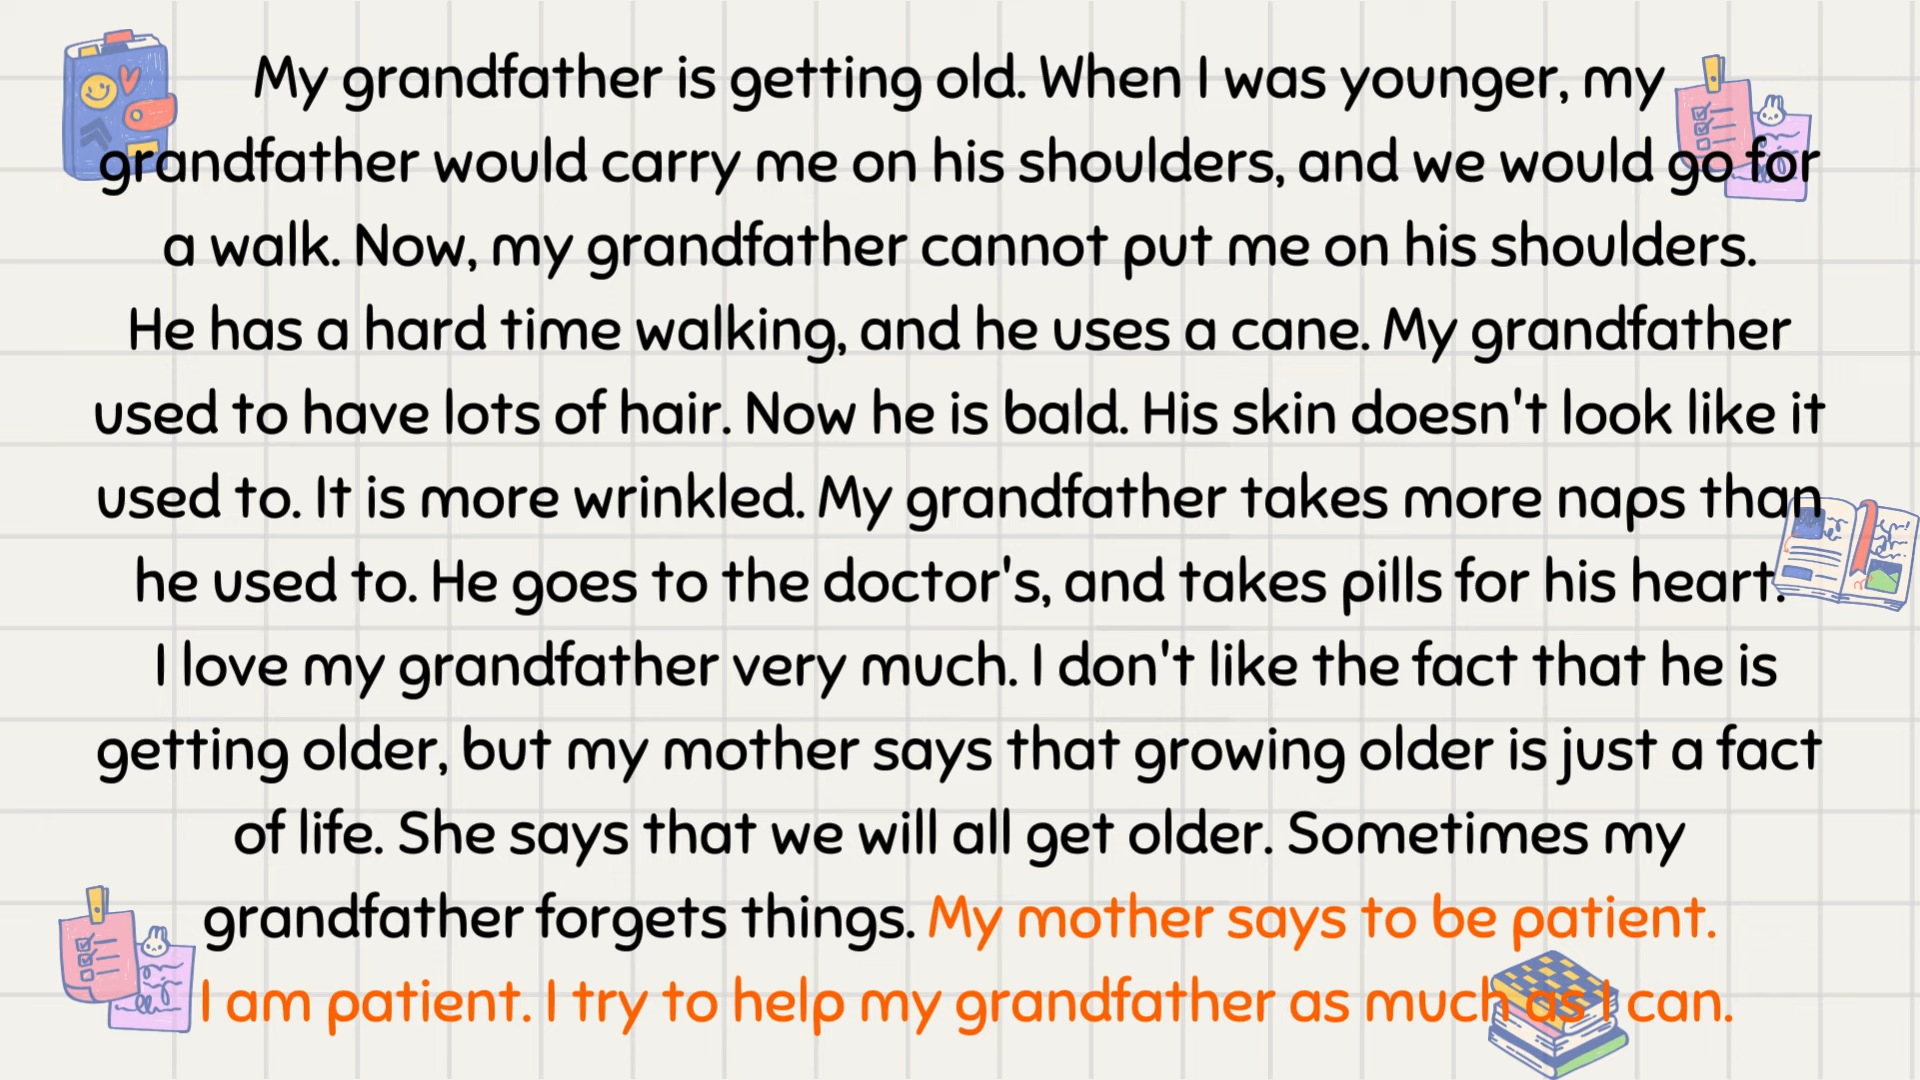 My grandfather is getting old. When I was younger, my
grandfather would carry me on his shoulders, and we would go for
a walk. Now, my grandfather cannot put me on his shoulders.
He has a hard time walking, and he uses a cane. My grandfather
used to have lots of hair. Now he is bald. His skin doesn't look like it
used to. It is more wrinkled. My grandfather takes more naps than
he used to. He goes to the doctor's, and takes pills for his heart.
I love my grandfather very much. I don't like the fact that he is
getting older, but my mother says that growing older is just a fact
of life. She says that we will all get older. Sometimes my
grandfather forgets things. My mother says to be patient.
I am patient. I try to help my grandfather as much as I can.